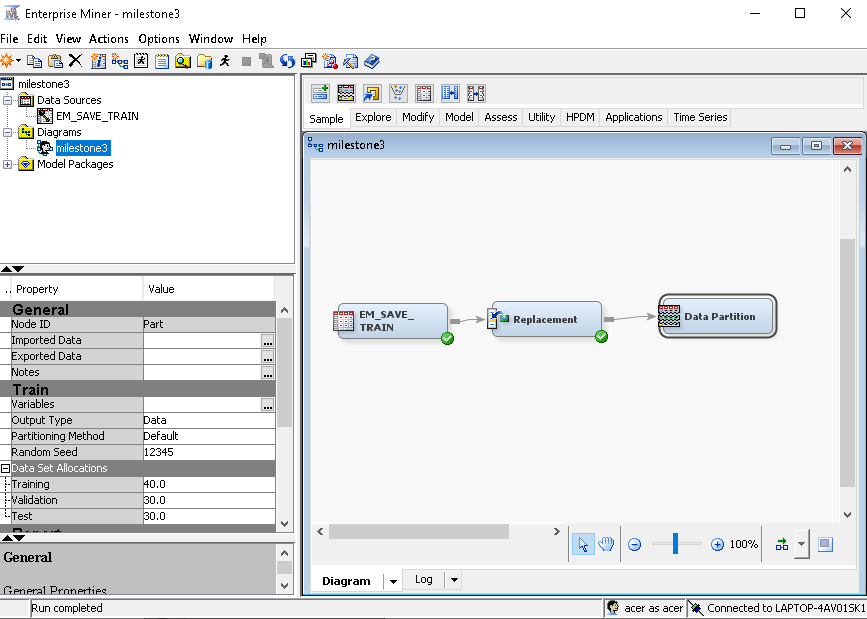 Enterprise Miner - milestone3
File Edit View Actions Options Window Help
milestone3
Data Sources
EM_SAVE_TRAIN
Diagrams
milestone3
Model Packages
.. Property Value
General
Node ID Part
Imported Data ...
Exported Data ...
Notes ...
Train
Variables ...
Output Type Data
Partitioning Method Default
Random Seed 12345
Data Set Allocations
Training 40.0
Validation 30.0
Test 30.0
Report
General
General Properties
Run completed
Sample Explore Modify Model Assess Utility HPDM Applications Time Series
milestone3
EM_SAVE_
TRAIN
Replacement
Data Partition
100%
Diagram Log
acer as acer Connected to LAPTOP-4AV01SK1